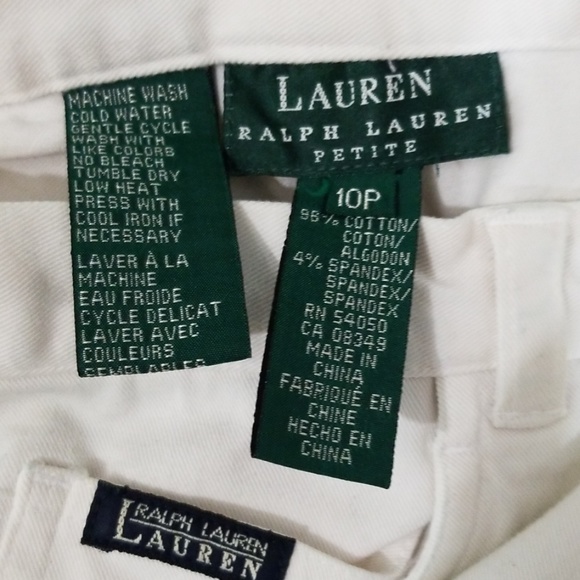 MACHINE WASH
COLD WATER
GENTLE CYCLE
WASH WITH
LIKE COLORS
NO BLEACH
TUMBLE DRY
LOW HEAT
PRESS WITH
COOL IRON IF
NECESSARY
LAVER À LA
MACHINE
EAU FROIDE
CYCLE DELICAT
LAVER AVEC
COULEURS
SEMBLABLES
LAUREN
RALPH LAUREN
PETITE
10P
96% COTTON/
COTON/
ALGODON
4% SPANDEX/
SPANDEX/
SPANDEX
RN 54050
CA 08349
MADE IN
CHINA
FABRIQUÉ EN
CHINE
HECHO EN
CHINA
RALPH LAUREN
LAUREN